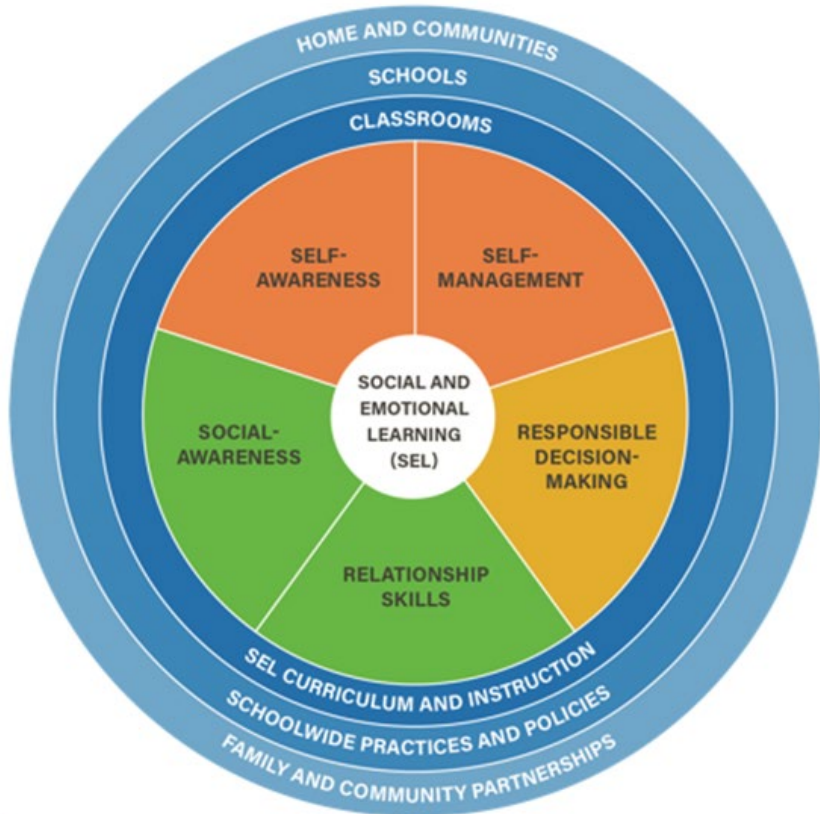 HOME AND COMMUNITIES
SCHOOLS
CLASSROOMS
SELF-
AWARENESS
SELF-
MANAGEMENT
SOCIAL AND
EMOTIONAL
LEARNING
(SEL)
SOCIAL-
AWARENESS
RESPONSIBLE
DECISION-
MAKING
RELATIONSHIP
SKILLS
SEL CURRICULUM AND INSTRUCTION
SCHOOLWIDE PRACTICES AND POLICIES
FAMILY AND COMMUNITY PARTNERSHIPS